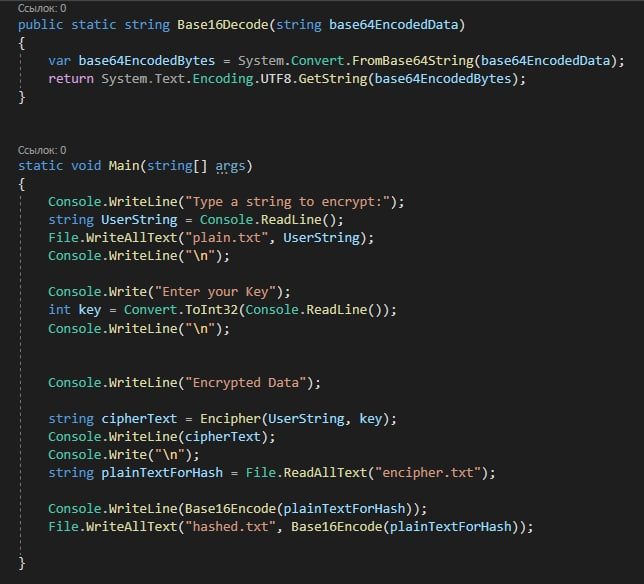 Ссылок: 0
public static string Base16Decode(string base64EncodedData)
{
var base64EncodedBytes = System.Convert.FromBase64String(base64EncodedData);
return System.Text.Encoding.UTF8.GetString(base64EncodedBytes);
}
Ссылок: 0
static void Main(string[] args)
{
Console.WriteLine("Type a string to encrypt:");
string UserString = Console.ReadLine();
File.WriteAllText("plain.txt", UserString);
Console.WriteLine("\n");
Console.Write("Enter your Key");
int key = Convert.ToInt32(Console.ReadLine());
Console.WriteLine("\n");
Console.WriteLine("Encrypted Data");
string cipherText = Encipher(UserString, key);
Console.WriteLine(cipherText);
Console.Write("\n");
string plainTextForHash = File.ReadAllText("encipher.txt");
Console.WriteLine(Base16Encode(plainTextForHash));
File.WriteAllText("hashed.txt", Base16Encode(plainTextForHash));
}